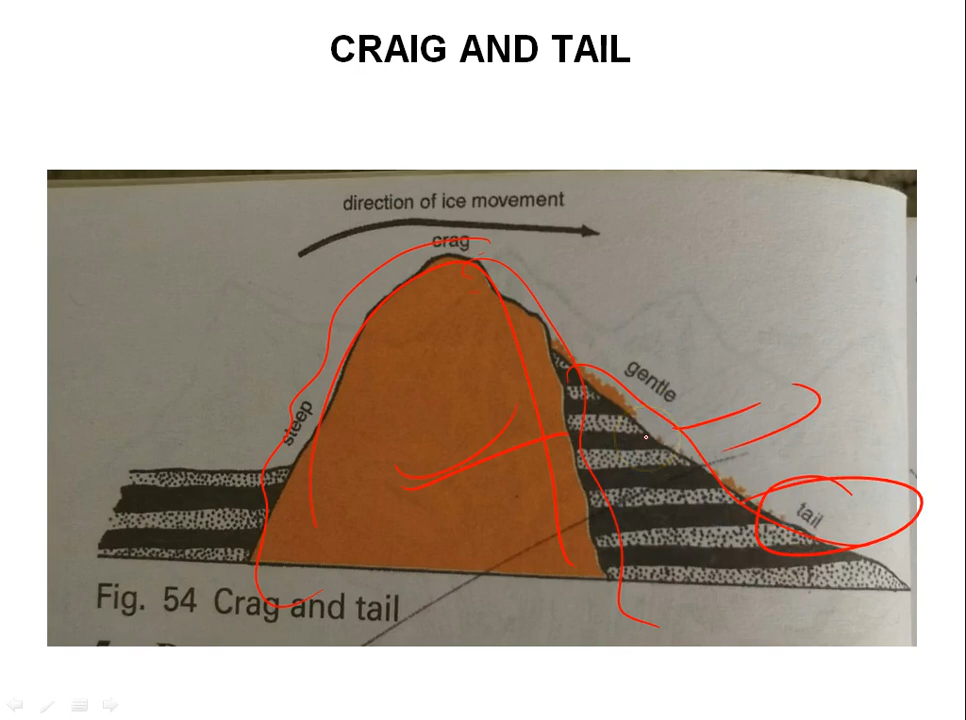 CRAIG AND TAIL
direction of ice movement
crag
steep
gentle
tail
Fig. 54 Crag and tail